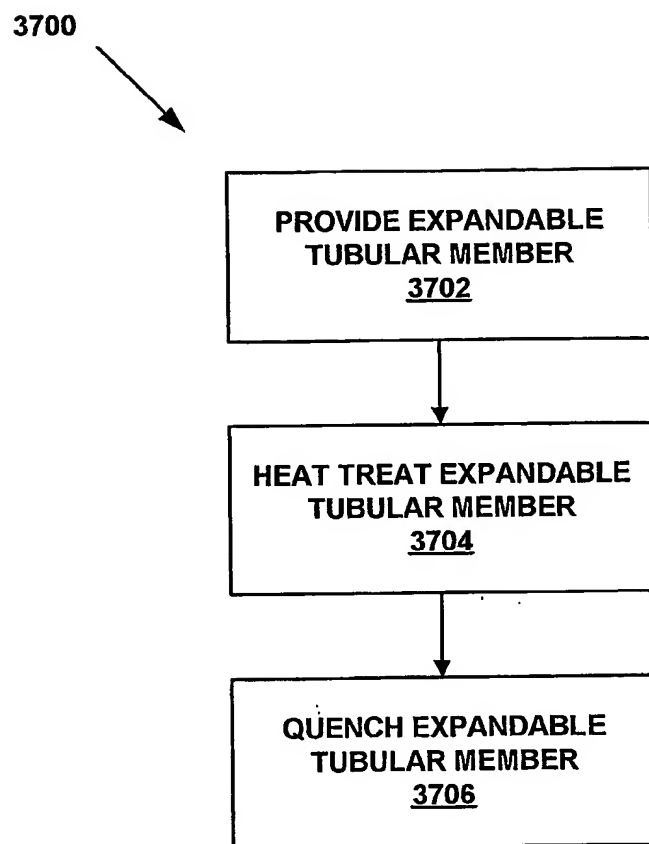 3700
PROVIDE EXPANDABLE
TUBULAR MEMBER
3702
HEAT TREAT EXPANDABLE
TUBULAR MEMBER
3704
QUENCH EXPANDABLE
TUBULAR MEMBER
3706